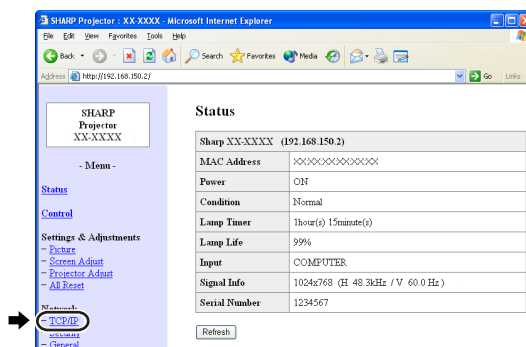 SHARP Projector : XX-XXXX - Microsoft Internet Explorer
File Edit View Favorites Tools Help
Back Search Favorites Media
Address http://192.168.150.2/ Go Links
SHARP
Projector
XX-XXXX
- Menu -
Status
Control
Settings & Adjustments
- Picture
- Screen Adjust
- Projector Adjust
- All Reset
Network
- TCP/IP
- Security
- General
Status
Sharp XX-XXXX (192.168.150.2)
MAC Address XXXXXXXXXXXX
Power ON
Condition Normal
Lamp Timer 1hour(s) 15minute(s)
Lamp Life 99%
Input COMPUTER
Signal Info 1024x768 (H 48.3kHz / V 60.0 Hz )
Serial Number 1234567
Refresh